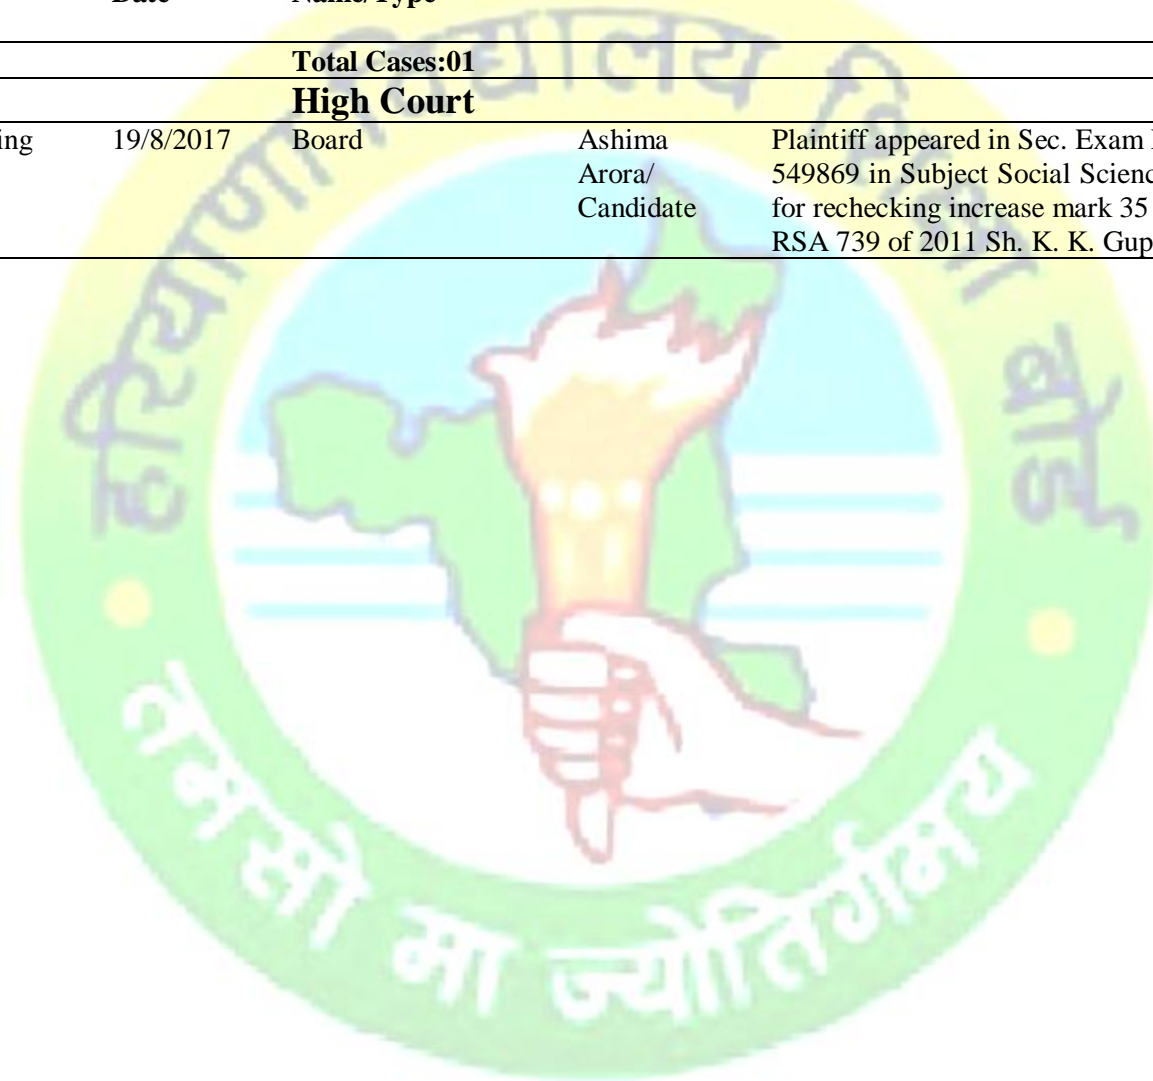 Date Name/Type
Total Cases:01
High Court
ing 19/8/2017 Board Ashima Plaintiff appeared in Sec. Exam
Arora/ 549869 in Subject Social Scienc
Candidate for rechecking increase mark 35
RSA 739 of 2011 Sh. K. K. Gup
हरियाणा विद्यालय शिक्षा बोर्ड
तमसो मा ज्योतिर्गमय